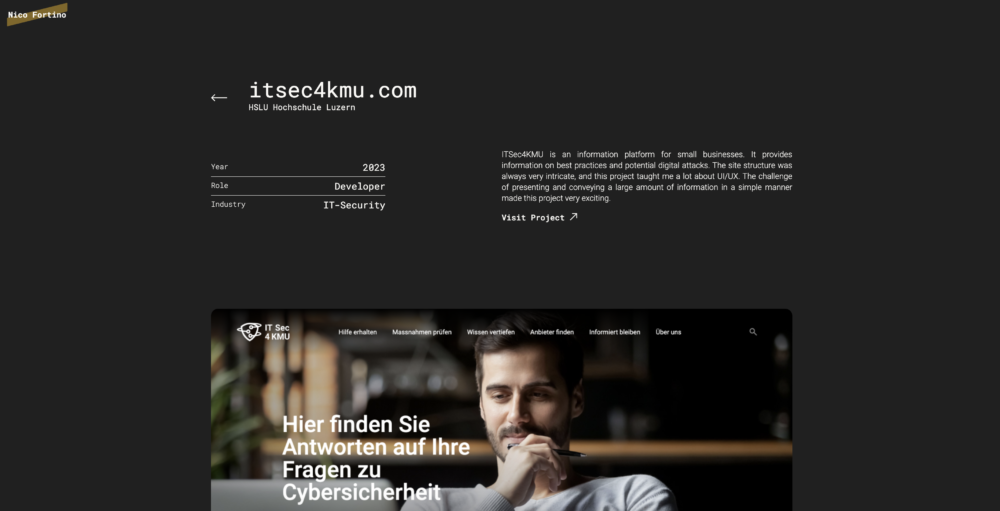 Nico Fortino
itsec4kmu.com
HSLU Hochschule Luzern
Year 2023
Role Developer
Industry IT-Security
ITSec4KMU is an information platform for small businesses. It provides
information on best practices and potential digital attacks. The site structure was
always very intricate, and this project taught me a lot about UI/UX. The challenge
of presenting and conveying a large amount of information in a simple manner
made this project very exciting.
Visit Project
IT Sec
4 KMU
Hilfe erhalten Massnahmen prüfen Wissen vertiefen Anbieter finden Informiert bleiben Über uns
Hier finden Sie
Antworten auf Ihre
Fragen zu
Cybersicherheit